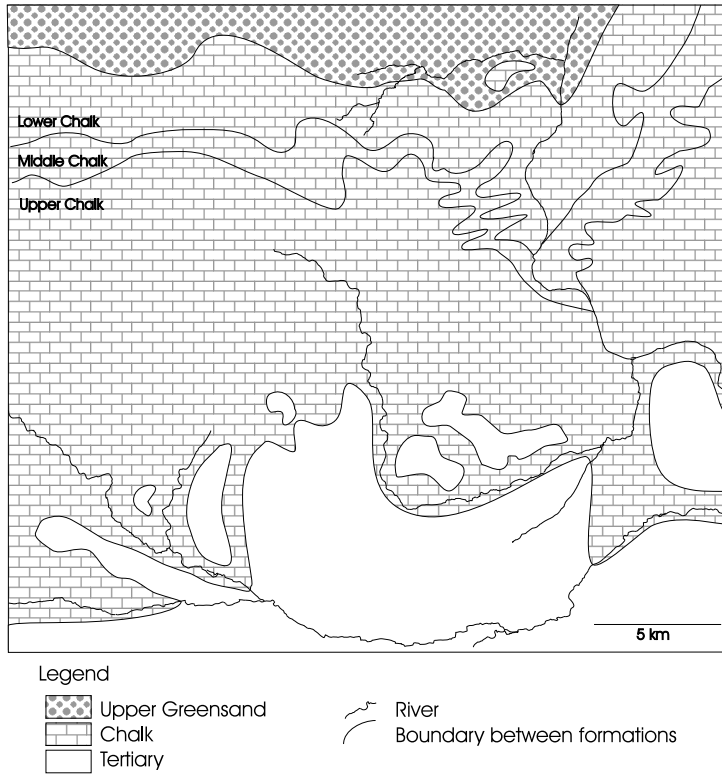 Lower Chalk
Middle Chalk
Upper Chalk
5 km
Legend
Upper Greensand
Chalk
Tertiary
River
Boundary between formations